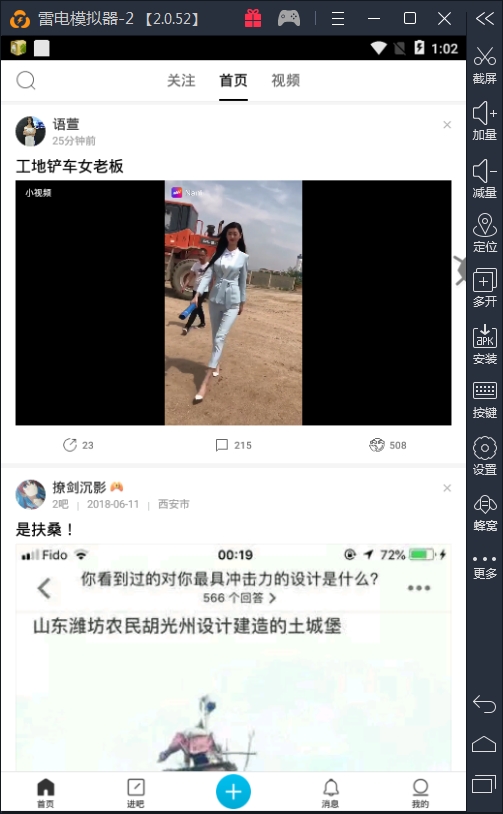 雷电模拟器-2 【2.0.52】
1:02
关注 首页 视频
语萱
25分钟前
工地铲车女老板
小视频
23 215 508
撩剑沉影
2吧 | 2018-06-11 | 西安市
是扶桑！
Fido 00:19 72%
你看到过的对你最具冲击力的设计是什么?
566 个回答
山东潍坊农民胡光州设计建造的土城堡
首页 进吧 消息 我的
截屏
加量
减量
定位
多开
APK
安装
按键
设置
蜂窝
更多